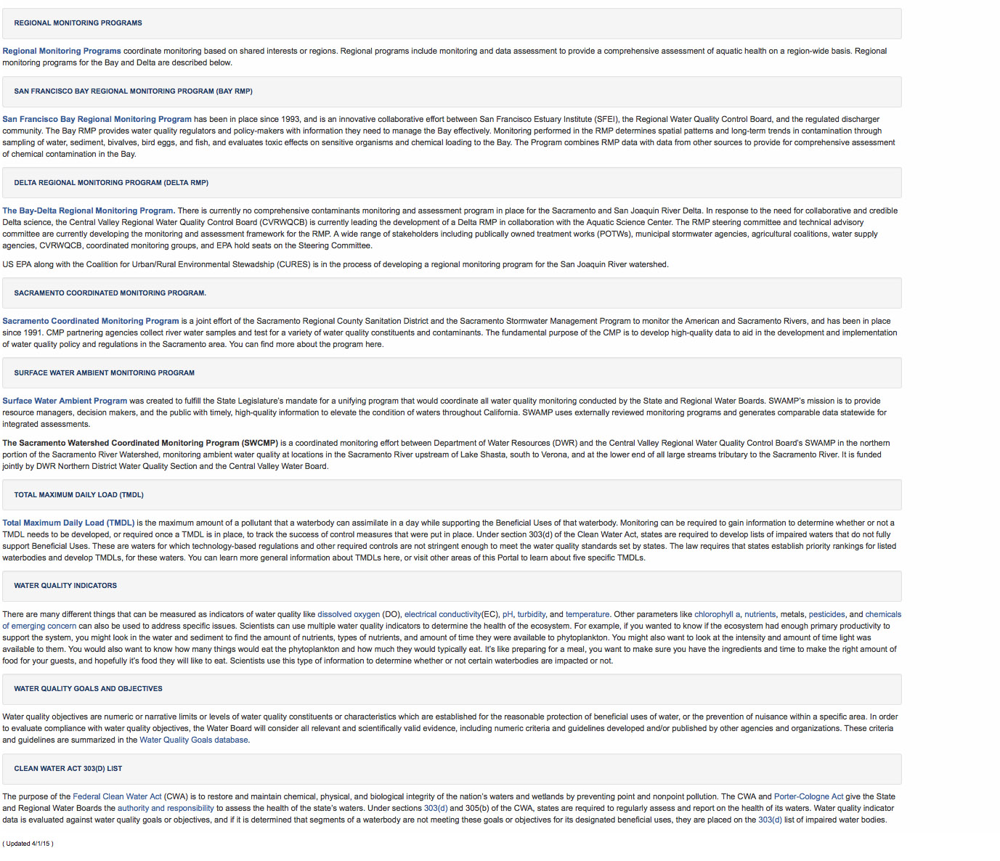 REGIONAL MONITORING PROGRAMS
Regional Monitoring Programs coordinate monitoring based on shared interests or regions. Regional programs include monitoring and data assessment to provide a comprehensive assessment of aquatic health on a region-wide basis. Regional
monitoring programs for the Bay and Delta are described below.
SAN FRANCISCO BAY REGIONAL MONITORING PROGRAM (BAY RMP)
San Francisco Bay Regional Monitoring Program has been in place since 1993, and is an innovative collaborative effort between San Francisco Estuary Institute (SFEI), the Regional Water Quality Control Board, and the regulated discharger
community. The Bay RMP provides water quality regulators and policy-makers with information they need to manage the Bay effectively. Monitoring performed in the RMP determines spatial patterns and long-term trends in contamination through
sampling of water, sediment, bivalves, bird eggs, and fish, and evaluates toxic effects on sensitive organisms and chemical loading to the Bay. The Program combines RMP data with data from other sources to provide for comprehensive assessment
of chemical contamination in the Bay.
DELTA REGIONAL MONITORING PROGRAM (DELTA RMP)
The Bay-Delta Regional Monitoring Program. There is currently no comprehensive contaminants monitoring and assessment program in place for the Sacramento and San Joaquin River Delta. In response to the need for collaborative and credible
Delta science, the Central Valley Regional Water Quality Control Board (CVRWQCB) is currently leading the development of a Delta RMP in collaboration with the Aquatic Science Center. The RMP steering committee and technical advisory
committee are currently developing the monitoring and assessment framework for the RMP. A wide range of stakeholders including publically owned treatment works (POTWs), municipal stormwater agencies, agricultural coalitions, water supply
agencies, CVRWQCB, coordinated monitoring groups, and EPA hold seats on the Steering Committee.
US EPA along with the Coalition for Urban/Rural Environmental Stewadship (CURES) is in the process of developing a regional monitoring program for the San Joaquin River watershed.
SACRAMENTO COORDINATED MONITORING PROGRAM.
Sacramento Coordinated Monitoring Program is a joint effort of the Sacramento Regional County Sanitation District and the Sacramento Stormwater Management Program to monitor the American and Sacramento Rivers, and has been in place
since 1991. CMP partnering agencies collect river water samples and test for a variety of water quality constituents and contaminants. The fundamental purpose of the CMP is to develop high-quality data to aid in the development and implementation
of water quality policy and regulations in the Sacramento area. You can find more about the program here.
SURFACE WATER AMBIENT MONITORING PROGRAM
Surface Water Ambient Program was created to fulfill the State Legislature's mandate for a unifying program that would coordinate all water quality monitoring conducted by the State and Regional Water Boards. SWAMP's mission is to provide
resource managers, decision makers, and the public with timely, high-quality information to elevate the condition of waters throughout California. SWAMP uses externally reviewed monitoring programs and generates comparable data statewide for
integrated assessments.
The Sacramento Watershed Coordinated Monitoring Program (SWCMP) is a coordinated monitoring effort between Department of Water Resources (DWR) and the Central Valley Regional Water Quality Control Board's SWAMP in the northern
portion of the Sacramento River Watershed, monitoring ambient water quality at locations in the Sacramento River upstream of Lake Shasta, south to Verona, and at the lower end of all large streams tributary to the Sacramento River. It is funded
jointly by DWR Northern District Water Quality Section and the Central Valley Water Board.
TOTAL MAXIMUM DAILY LOAD (TMDL)
Total Maximum Daily Load (TMDL) is the maximum amount of a pollutant that a waterbody can assimilate in a day while supporting the Beneficial Uses of that waterbody. Monitoring can be required to gain information to determine whether or not a
TMDL needs to be developed, or required once a TMDL is in place, to track the success of control measures that were put in place. Under section 303(d) of the Clean Water Act, states are required to develop lists of impaired waters that do not fully
support Beneficial Uses. These are waters for which technology-based regulations and other required controls are not stringent enough to meet the water quality standards set by states. The law requires that states establish priority rankings for listed
waterbodies and develop TMDLs, for these waters. You can learn more general information about TMDLs here, or visit other areas of this Portal to learn about five specific TMDLs.
WATER QUALITY INDICATORS
There are many different things that can be measured as indicators of water quality like dissolved oxygen (DO), electrical conductivity(EC), pH, turbidity, and temperature. Other parameters like chlorophyll a, nutrients, metals, pesticides, and chemicals
of emerging concern can also be used to address specific issues. Scientists can use multiple water quality indicators to determine the health of the ecosystem. For example, if you wanted to know if the ecosystem had enough primary productivity to
support the system, you might look in the water and sediment to find the amount of nutrients, types of nutrients, and amount of time they were available to phytoplankton. You might also want to look at the intensity and amount of time light was
available to them. You would also want to know how many things would eat the phytoplankton and how much they would typically eat. It's like preparing for a meal, you want to make sure you have the ingredients and time to make the right amount of
food for your guests, and hopefully it's food they will like to eat. Scientists use this type of information to determine whether or not certain waterbodies are impacted or not.
WATER QUALITY GOALS AND OBJECTIVES
Water quality objectives are numeric or narrative limits or levels of water quality constituents or characteristics which are established for the reasonable protection of beneficial uses of water, or the prevention of nuisance within a specific area. In order
to evaluate compliance with water quality objectives, the Water Board will consider all relevant and scientifically valid evidence, including numeric criteria and guidelines developed and/or published by other agencies and organizations. These criteria
and guidelines are summarized in the Water Quality Goals database.
CLEAN WATER ACT 303(D) LIST
The purpose of the Federal Clean Water Act (CWA) is to restore and maintain chemical, physical, and biological integrity of the nation's waters and wetlands by preventing point and nonpoint pollution. The CWA and Porter-Cologne Act give the State
and Regional Water Boards the authority and responsibility to assess the health of the state's waters. Under sections 303(d) and 305(b) of the CWA, states are required to regularly assess and report on the health of its waters. Water quality indicator
data is evaluated against water quality goals or objectives, and if it is determined that segments of a waterbody are not meeting these goals or objectives for its designated beneficial uses, they are placed on the 303(d) list of impaired water bodies.
( Updated 4/1/15 )